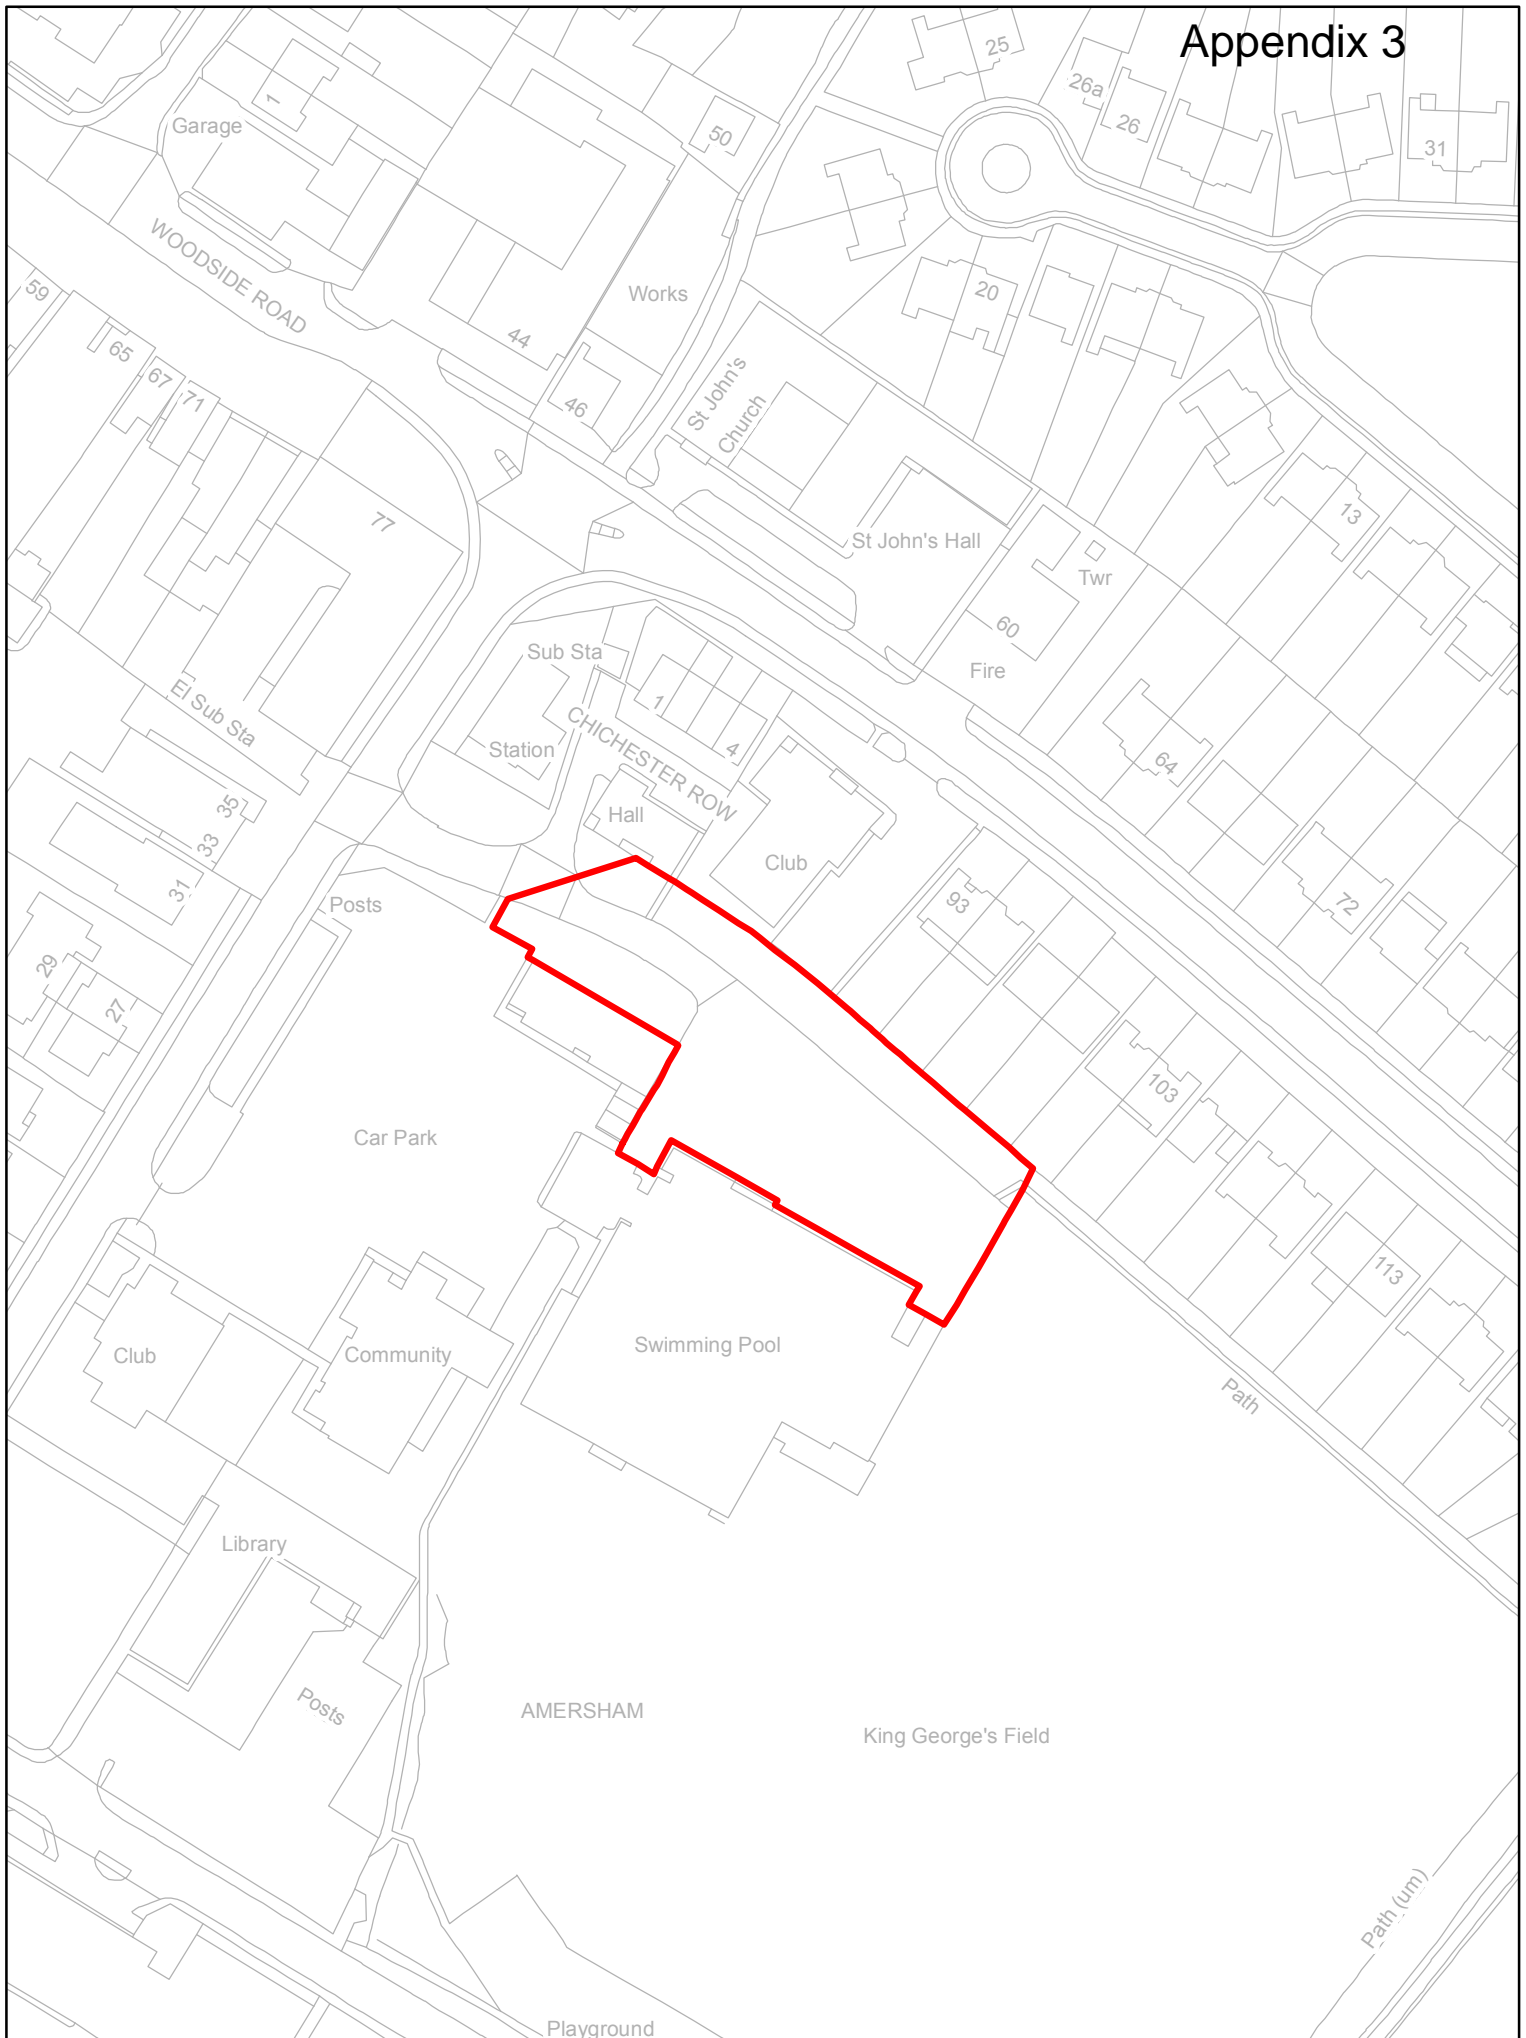 Appendix 3
25
26a
26
31
1
Garage
50
WOODSIDE ROAD
59
65
67
71
44
Works
46
20
St John's
Church
77
St John's Hall
13
Twr
60
Fire
Sub Sta
El Sub Sta
1
4
CHICHESTER ROW
Station
64
35
33
31
Hall
Club
Posts
93
72
29
27
103
Car Park
113
Club
Community
Swimming Pool
Path
Library
Posts
AMERSHAM
King George's Field
Path (um)
Playground